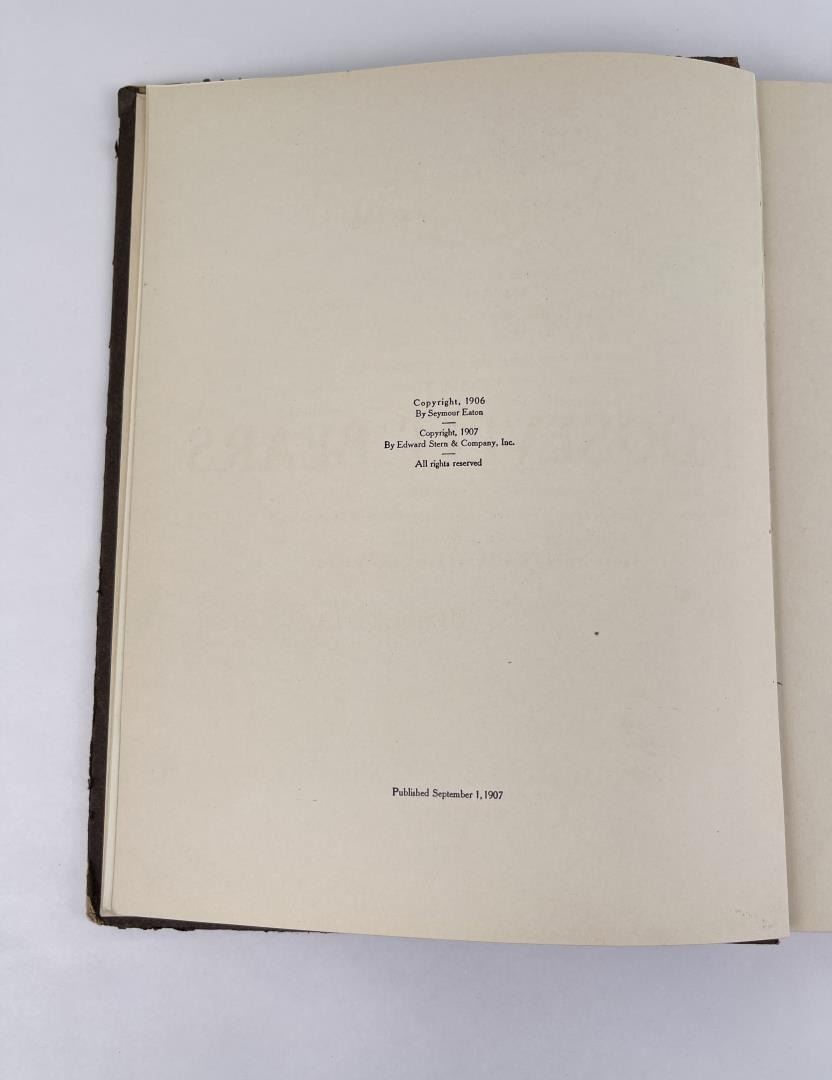 Copyright, 1906
By Seymour Eaton
Copyright, 1907
By Edward Stern & Company, Inc.
All rights reserved
Published September 1, 1907